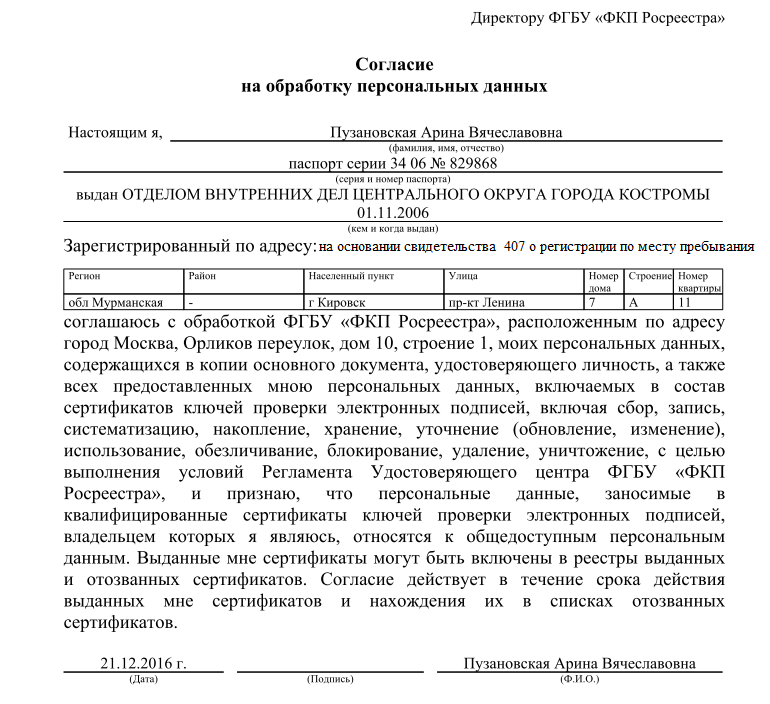 Директору ФГБУ «ФКП Росреестра»
Согласие
на обработку персональных данных
Настоящим я, Пузановская Арина Вячеславовна
(фамилия, имя, отчество)
паспорт серии 34 06 № 829868
(серия и номер паспорта)
выдан ОТДЕЛОМ ВНУТРЕННИХ ДЕЛ ЦЕНТРАЛЬНОГО ОКРУГА ГОРОДА КОСТРОМЫ
01.11.2006
(кем и когда выдан)
Зарегистрированный по адресу:на основании свидетельства 407 о регистрации по месту пребывания
Регион Район Населенный пункт Улица Номер дома Строение Номер квартиры
обл Мурманская - г Кировск пр-кт Ленина 7 А 11
соглашаюсь с обработкой ФГБУ «ФКП Росреестра», расположенным по адресу
город Москва, Орликов переулок, дом 10, строение 1, моих персональных данных,
содержащихся в копии основного документа, удостоверяющего личность, а также
всех предоставленных мною персональных данных, включаемых в состав
сертификатов ключей проверки электронных подписей, включая сбор, запись,
систематизацию, накопление, хранение, уточнение (обновление, изменение),
использование, обезличивание, блокирование, удаление, уничтожение, с целью
выполнения условий Регламента Удостоверяющего центра ФГБУ «ФКП
Росреестра», и признаю, что персональные данные, заносимые в
квалифицированные сертификаты ключей проверки электронных подписей,
владельцем которых я являюсь, относятся к общедоступным персональным
данным. Выданные мне сертификаты могут быть включены в реестры выданных
и отозванных сертификатов. Согласие действует в течение срока действия
выданных мне сертификатов и нахождения их в списках отозванных
сертификатов.
21.12.2016 г. Пузановская Арина Вячеславовна
(Дата) (Подпись) (Ф.И.О.)